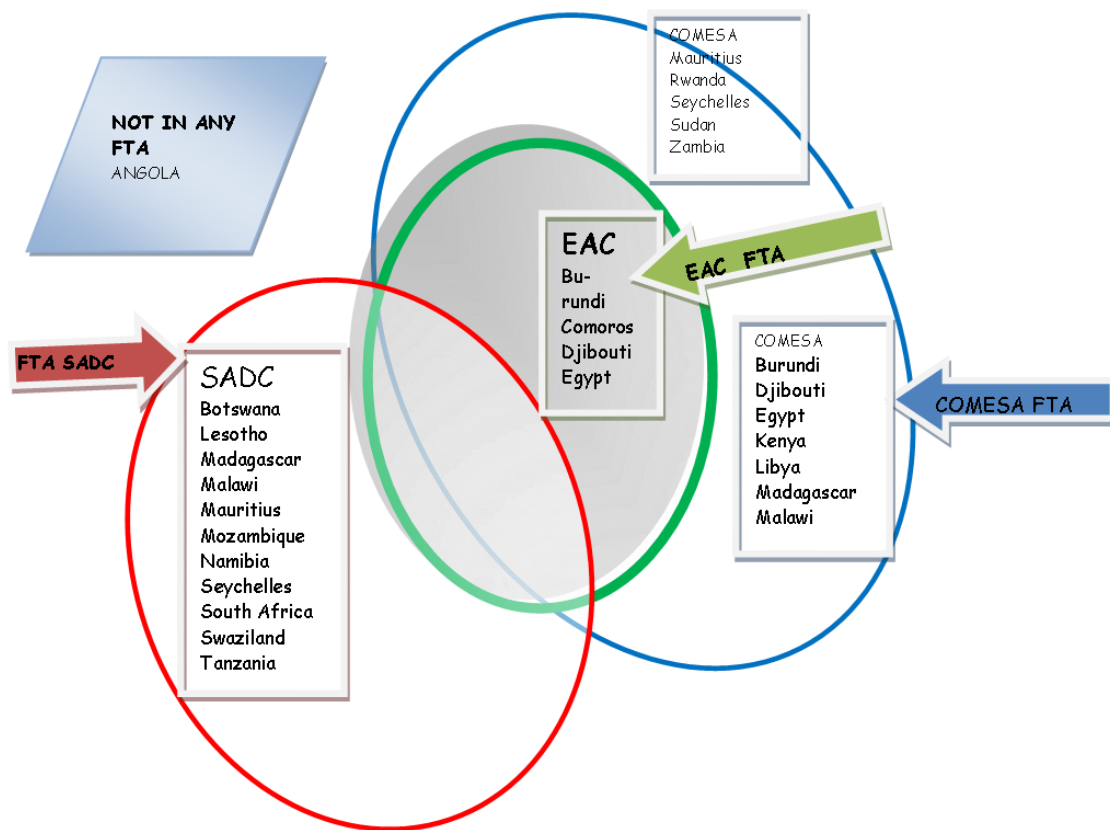 NOT IN ANY
FTA
ANGOLA
COMESA
Mauritius
Rwanda
Seychelles
Sudan
Zambia
EAC
Bu-
rundi
Comoros
Djibouti
Egypt
EAC FTA
FTA SADC
SADC
Botswana
Lesotho
Madagascar
Malawi
Mauritius
Mozambique
Namibia
Seychelles
South Africa
Swaziland
Tanzania
COMESA
Burundi
Djibouti
Egypt
Kenya
Libya
Madagascar
Malawi
COMESA FTA